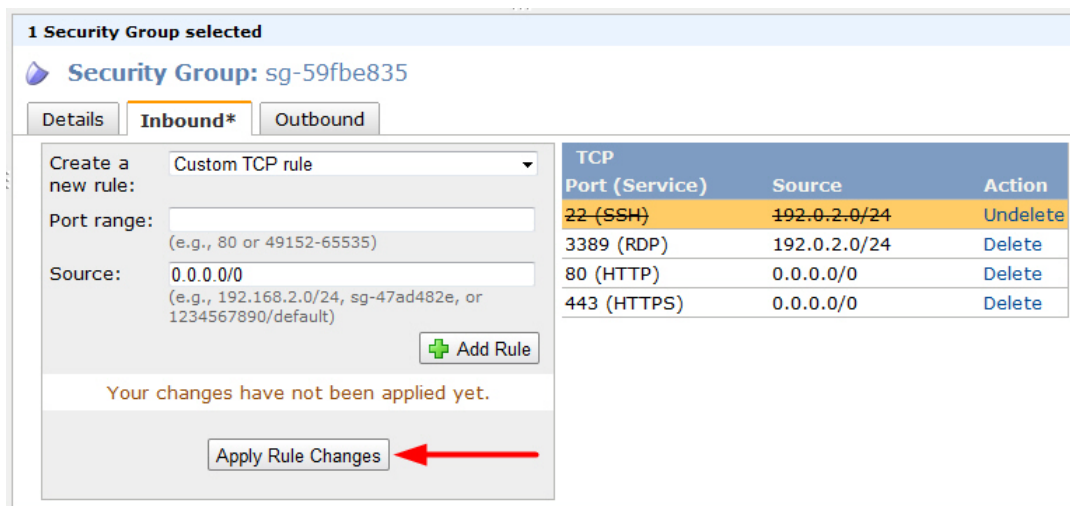 1 Security Group selected
Security Group: sg-59fbe835
Details Inbound* Outbound
Create a new rule:
Custom TCP rule
Port range:
(e.g., 80 or 49152-65535)
Source:
0.0.0.0/0
(e.g., 192.168.2.0/24, sg-47ad482e, or
1234567890/default)
Add Rule
Your changes have not been applied yet.
Apply Rule Changes
TCP
Port (Service) Source Action
22 (SSH) 192.0.2.0/24 Undelete
3389 (RDP) 192.0.2.0/24 Delete
80 (HTTP) 0.0.0.0/0 Delete
443 (HTTPS) 0.0.0.0/0 Delete